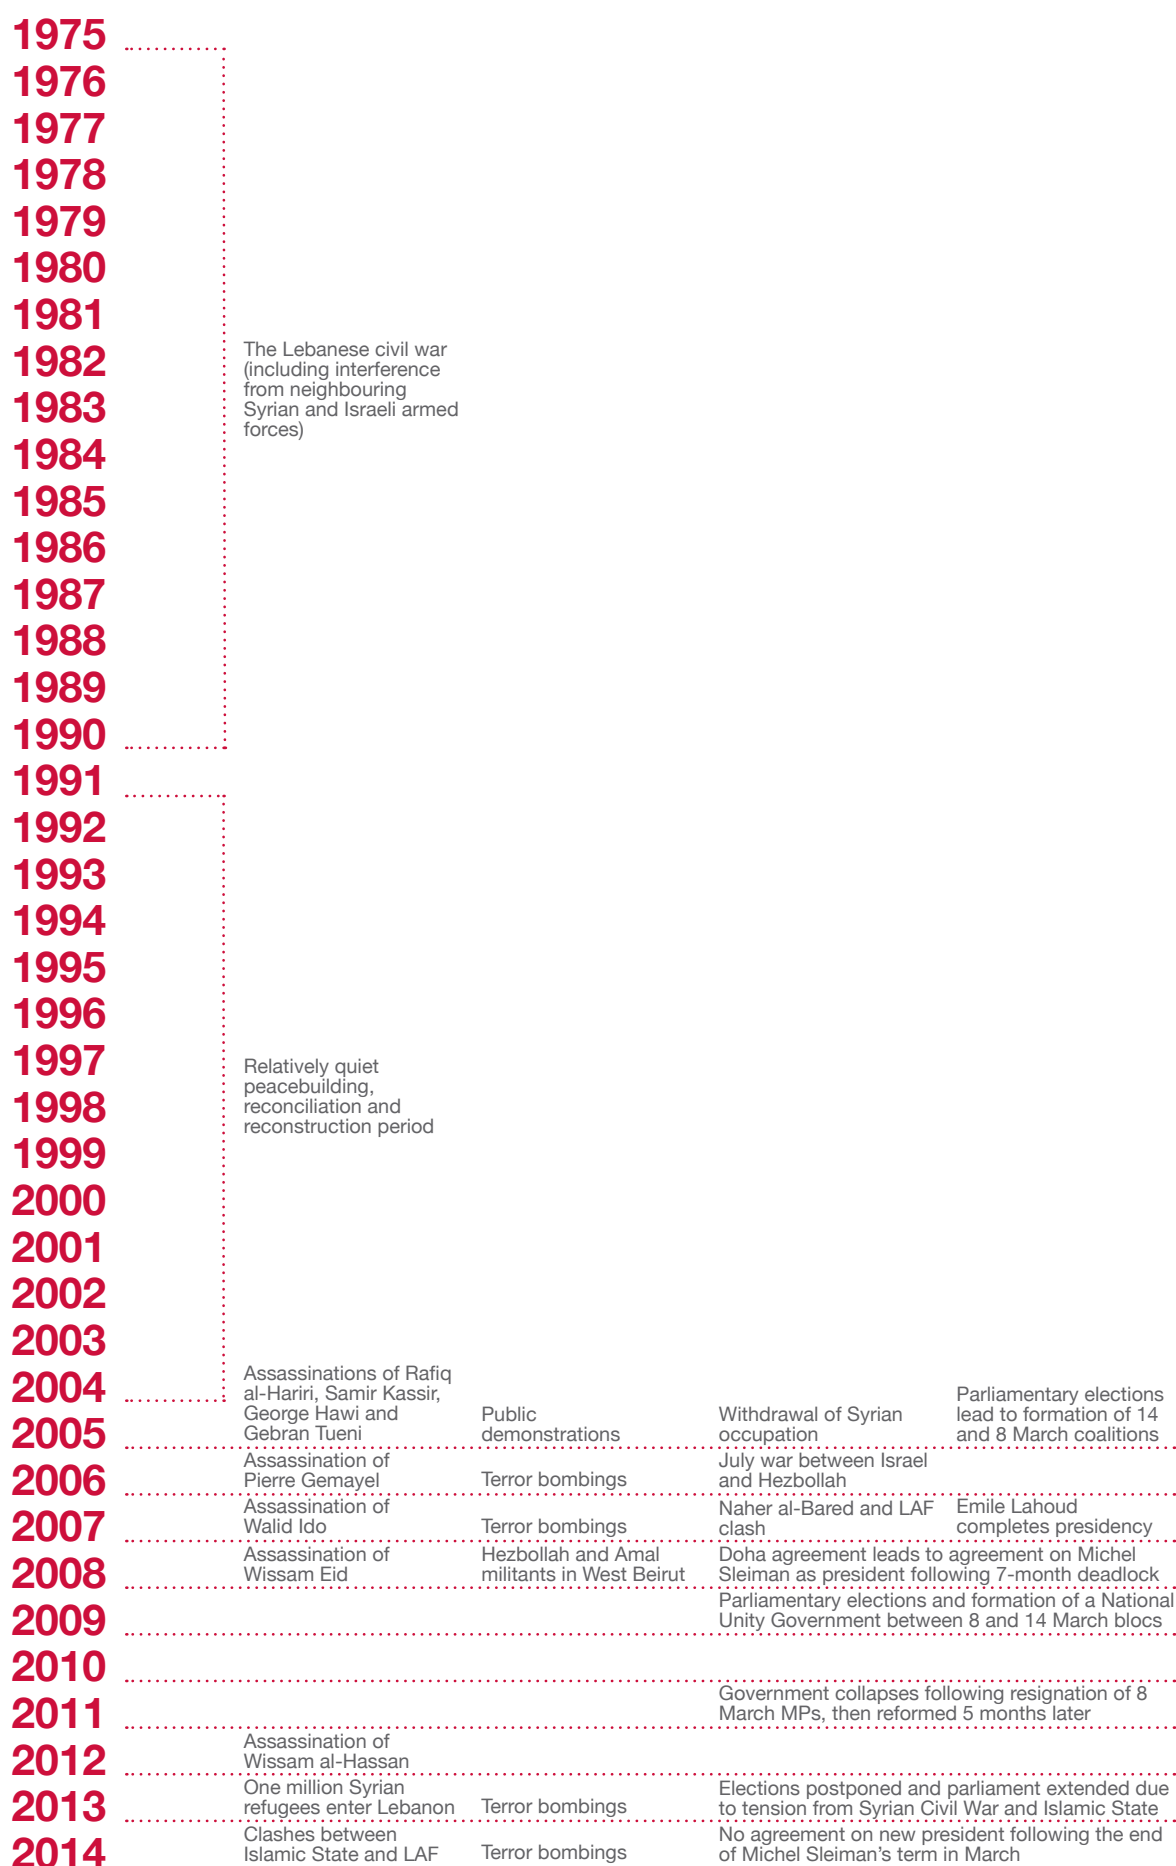 1975
1976
1977
1978
1979
1980
1981
1982
The Lebanese civil war
(including interference
from neighbouring
Syrian and Israeli armed
forces)
1983
1984
1985
1986
1987
1988
1989
1990
1991
1992
1993
1994
1995
1996
1997
Relatively quiet
peacebuilding,
reconciliation and
reconstruction period
1998
1999
2000
2001
2002
2003
2004
2005
Assassinations of Rafiq
al-Hariri, Samir Kassir,
George Hawi and
Gebran Tueni
Public
demonstrations
Withdrawal of Syrian
occupation
Parliamentary elections
lead to formation of 14
and 8 March coalitions
2006
Assassination of
Pierre Gemayel
Terror bombings
July war between Israel
and Hezbollah
2007
Assassination of
Walid Ido
Terror bombings
Naher al-Bared and LAF
clash
Emile Lahoud
completes presidency
2008
Assassination of
Wissam Eid
Hezbollah and Amal
militants in West Beirut
Doha agreement leads to agreement on Michel
Sleiman as president following 7-month deadlock
2009
Parliamentary elections and formation of a National
Unity Government between 8 and 14 March blocs
2010
2011
Government collapses following resignation of 8
March MPs, then reformed 5 months later
2012
Assassination of
Wissam al-Hassan
2013
One million Syrian
refugees enter Lebanon
Terror bombings
Elections postponed and parliament extended due
to tension from Syrian Civil War and Islamic State
2014
Clashes between
Islamic State and LAF
Terror bombings
No agreement on new president following the end
of Michel Sleiman's term in March